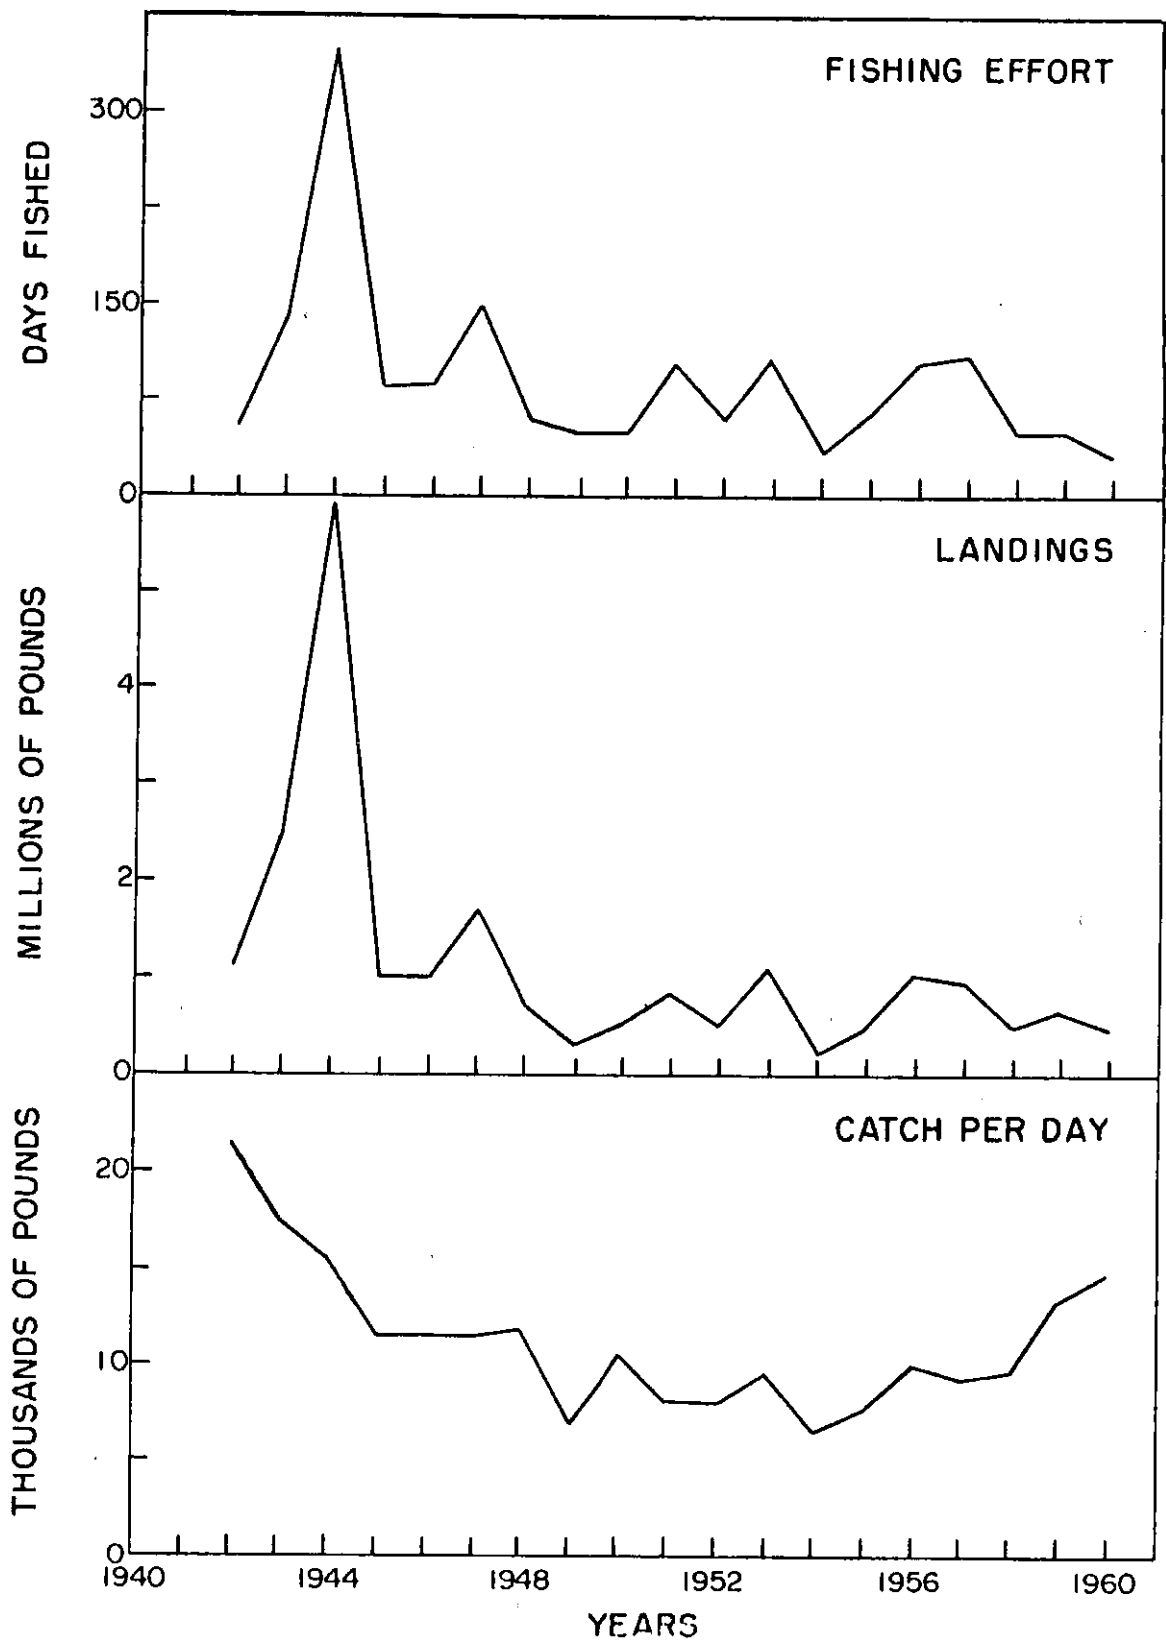 FISHING EFFORT
300
150
0
DAYS FISHED
LANDINGS
4
2
0
MILLIONS OF POUNDS
CATCH PER DAY
20
10
0
THOUSANDS OF POUNDS
1940 1944 1948 1952 1956 1960
YEARS